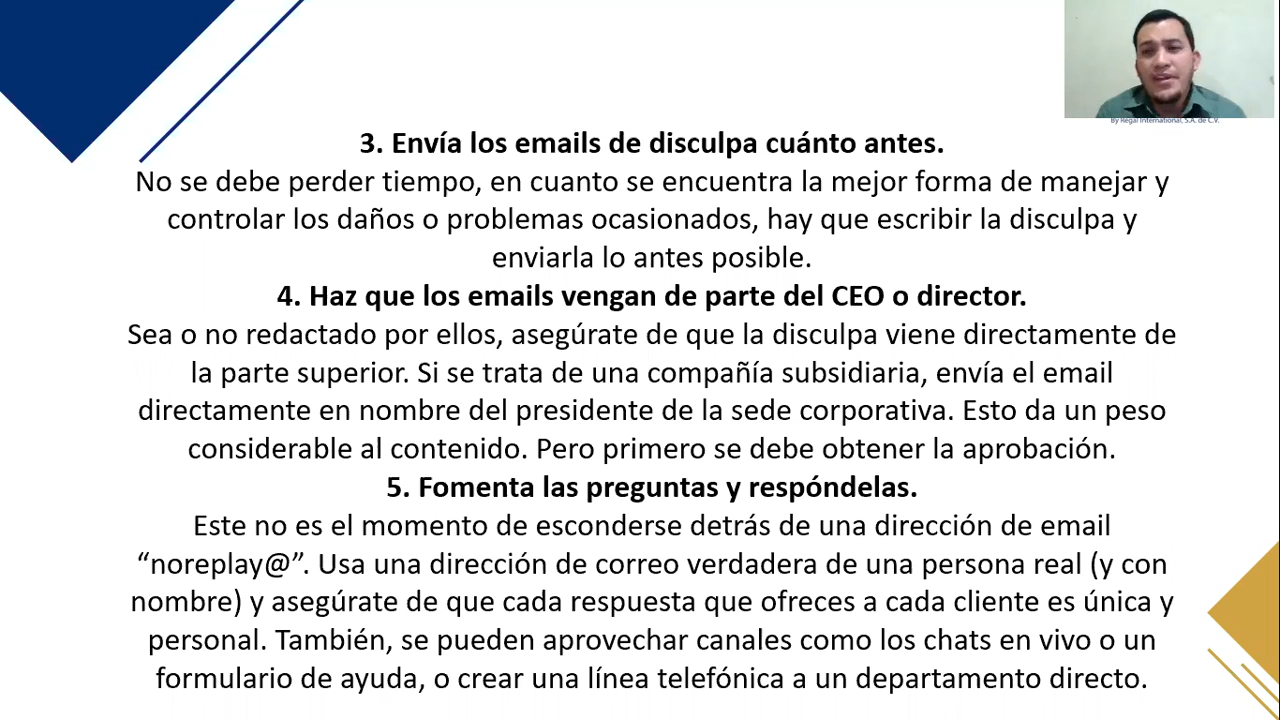 By Regal International, S.A. de C.V.
3. Envía los emails de disculpa cuánto antes.
No se debe perder tiempo, en cuanto se encuentra la mejor forma de manejar y
controlar los daños o problemas ocasionados, hay que escribir la disculpa y
enviarla lo antes posible.
4. Haz que los emails vengan de parte del CEO o director.
Sea o no redactado por ellos, asegúrate de que la disculpa viene directamente de
la parte superior. Si se trata de una compañía subsidiaria, envía el email
directamente en nombre del presidente de la sede corporativa. Esto da un peso
considerable al contenido. Pero primero se debe obtener la aprobación.
5. Fomenta las preguntas y respóndelas.
Este no es el momento de esconderse detrás de una dirección de email
“noreplay@”. Usa una dirección de correo verdadera de una persona real (y con
nombre) y asegúrate de que cada respuesta que ofreces a cada cliente es única y
personal. También, se pueden aprovechar canales como los chats en vivo o un
formulario de ayuda, o crear una línea telefónica a un departamento directo.